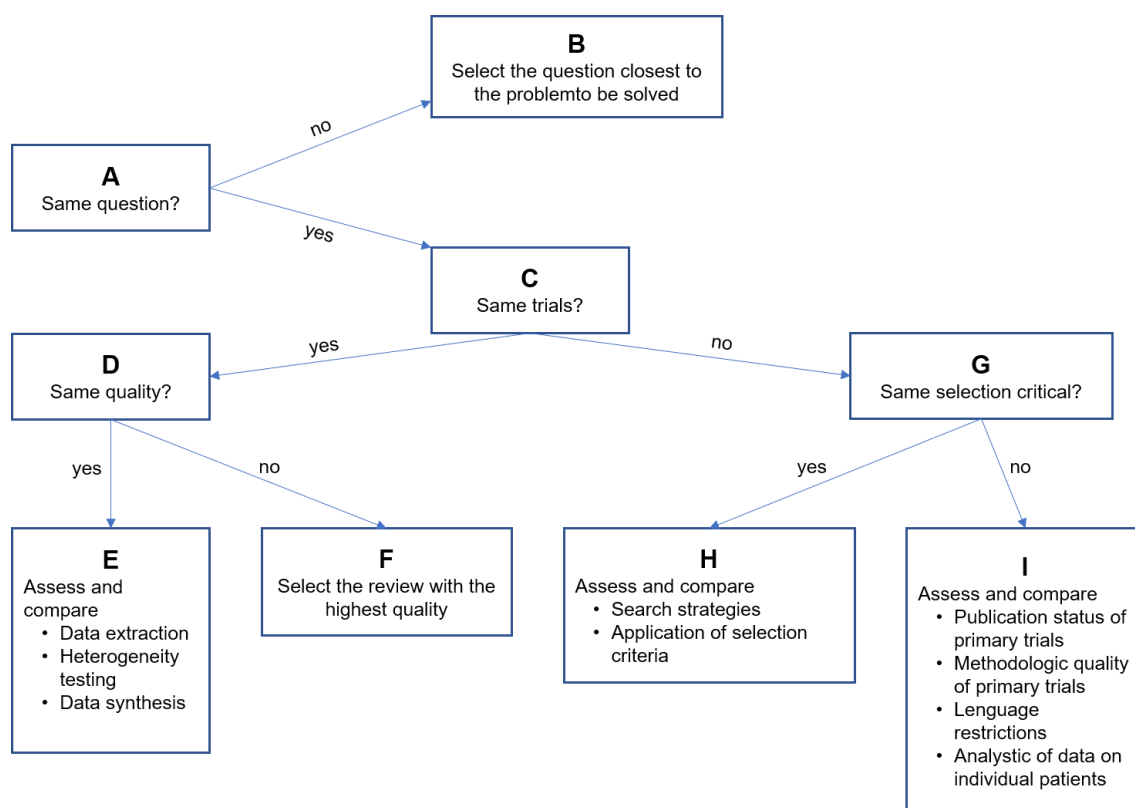 B
Select the question closest to
the problemto be solved
no
A
Same question?
yes
C
Same trials?
yes
no
D
Same quality?
G
Same selection critical?
yes
no
yes
no
E
Assess and
compare
• Data extraction
• Heterogeneity
testing
• Data synthesis
F
Select the review with the
highest quality
H
Assess and compare
• Search strategies
• Application of selection
criteria
I
Assess and compare
• Publication status of
primary trials
• Methodologic quality
of primary trials
• Lenguage
restrictions
• Analystic of data on
individual patients